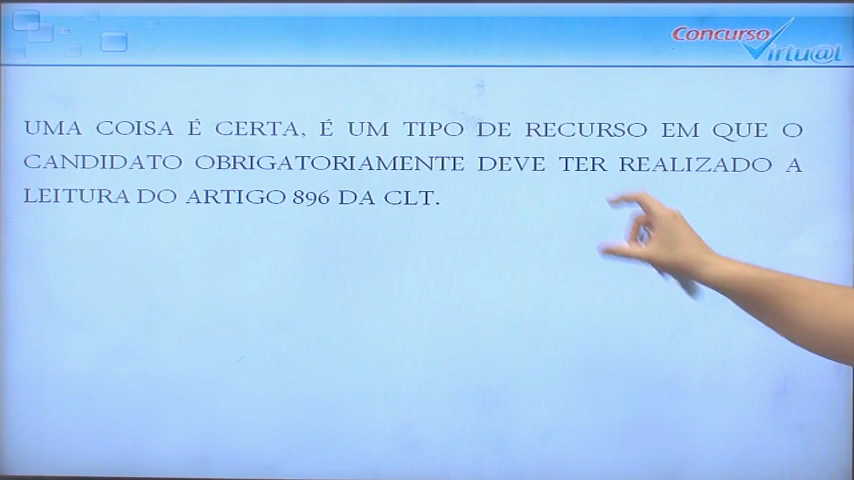 Concurso
Virtu@l
UMA COISA É CERTA, É UM TIPO DE RECURSO EM QUE O
CANDIDATO OBRIGATORIAMENTE DEVE TER REALIZADO A
LEITURA DO ARTIGO 896 DA CLT.